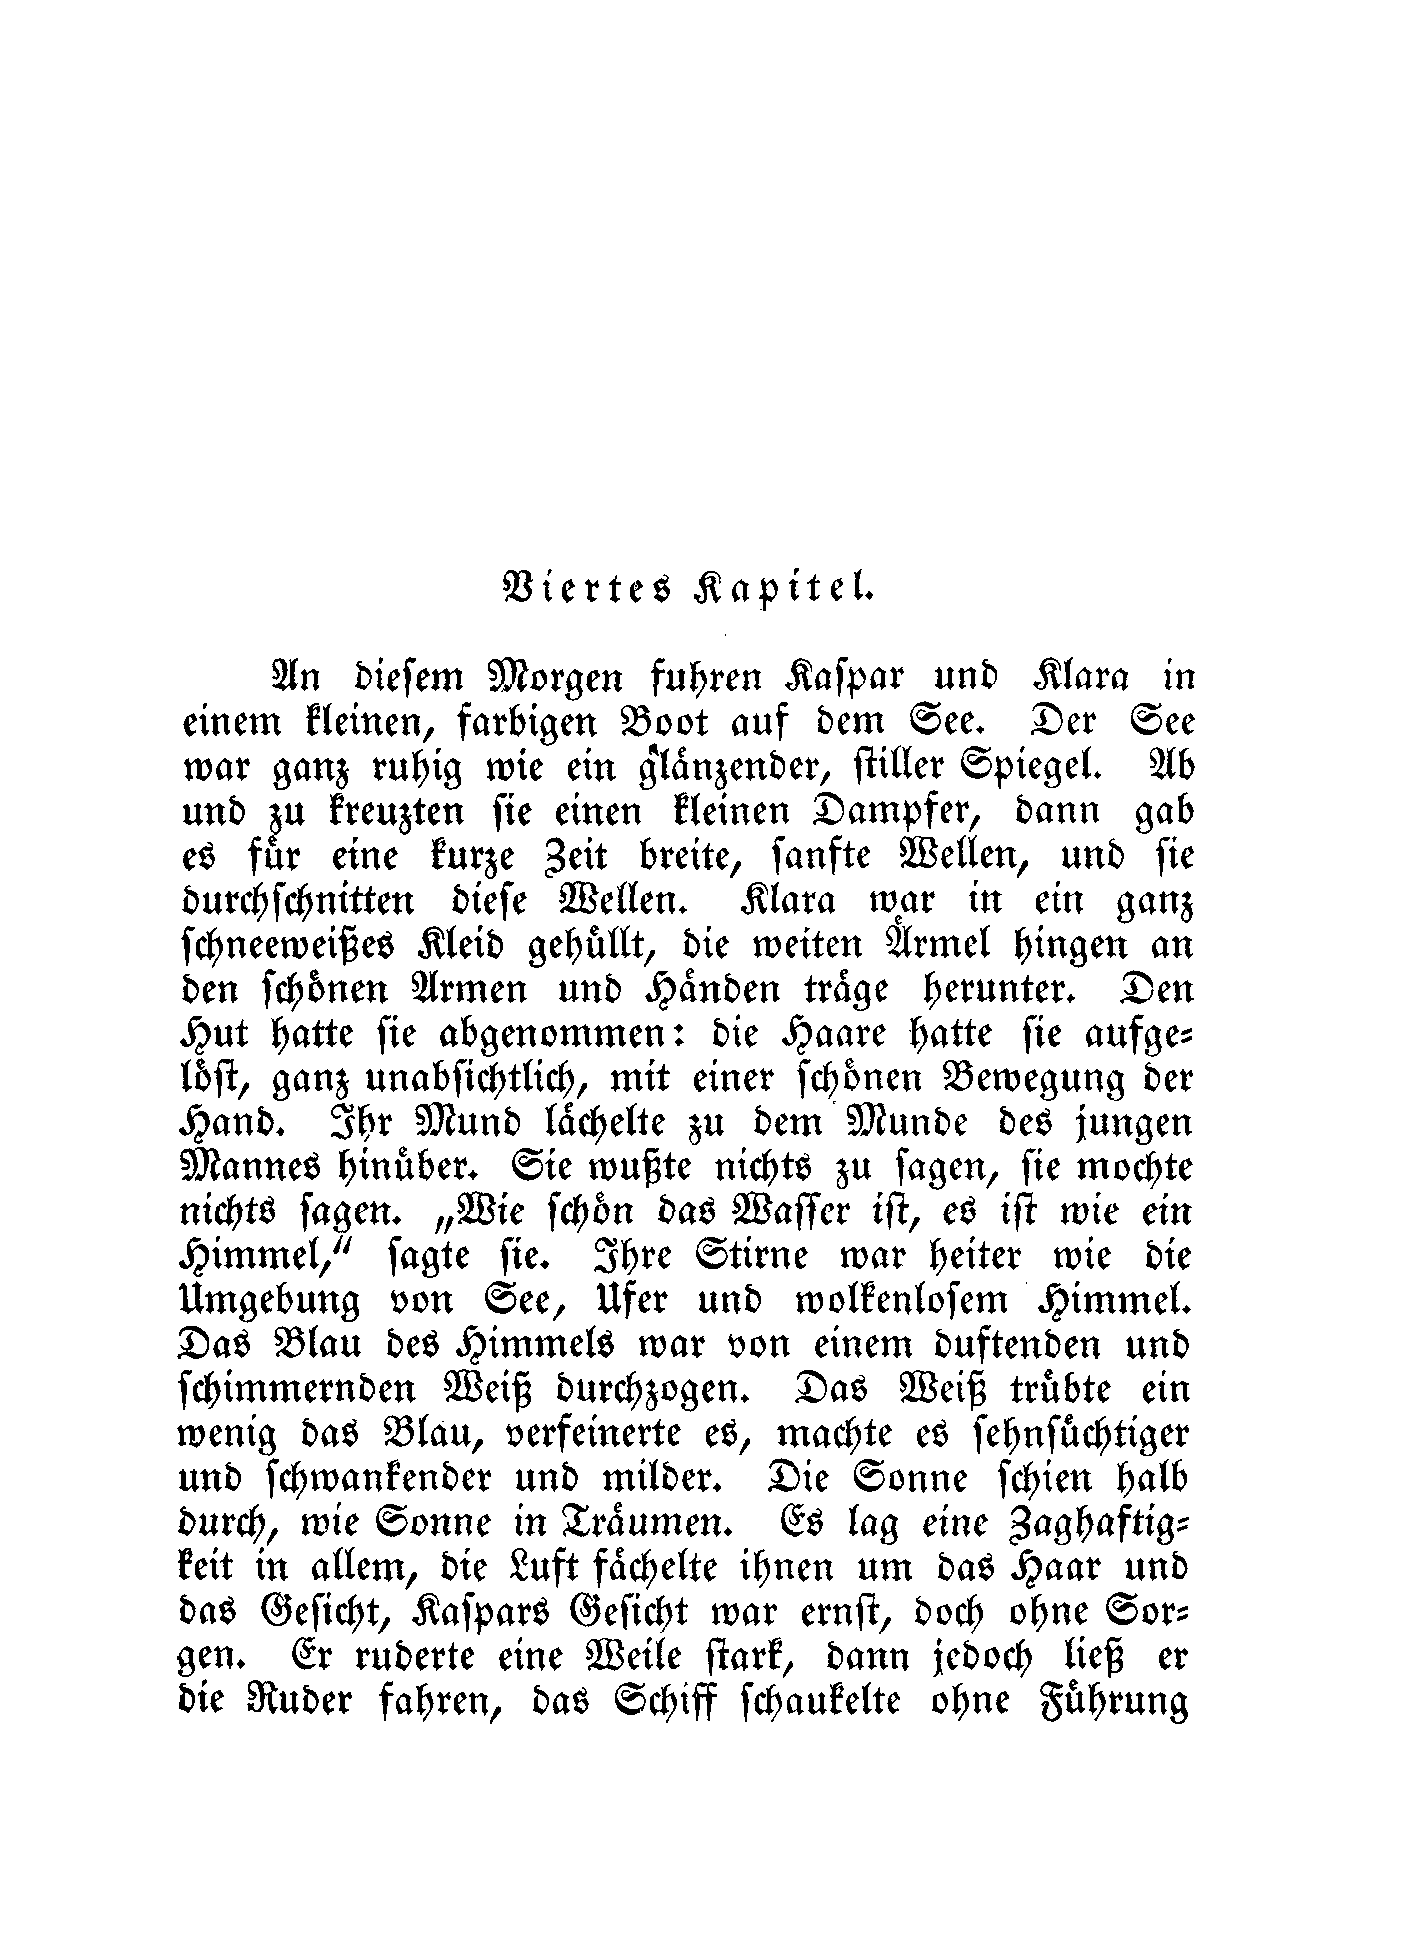 Viertes Kapitel.
An dieſem Morgen fuhren Kaſpar und Klara in
einem kleinen, farbigen Boot auf dem See. Der See
war ganz ruhig wie ein glänzender, ſtiller Spiegel. Ab
und zu kreuzten ſie einen kleinen Dampfer, dann gab
es für eine kurze Zeit breite, ſanfte Wellen, und ſie
durchſchnitten dieſe Wellen. Klara war in ein ganz
ſchneeweißes Kleid gehüllt, die weiten Ärmel hingen an
den ſchönen Armen und Händen träge herunter. Den
Hut hatte ſie abgenommen: die Haare hatte ſie aufge⸗
löſt, ganz unabſichtlich, mit einer ſchönen Bewegung der
Hand. Ihr Mund lächelte zu dem Munde des jungen
Mannes hinüber. Sie wußte nichts zu ſagen, ſie mochte
nichts ſagen. „Wie ſchön das Waſſer iſt, es iſt wie ein
Himmel,“ ſagte ſie. Ihre Stirne war heiter wie die
Umgebung von See, Ufer und wolkenloſem Himmel.
Das Blau des Himmels war von einem duftenden und
ſchimmernden Weiß durchzogen. Das Weiß trübte ein
wenig das Blau, verfeinerte es, machte es ſehnſüchtiger
und ſchwankender und milder. Die Sonne ſchien halb
durch, wie Sonne in Träumen. Es lag eine Zaghaftig⸗
keit in allem, die Luft fächelte ihnen um das Haar und
das Geſicht, Kaſpars Geſicht war ernſt, doch ohne Sor⸗
gen. Er ruderte eine Weile ſtark, dann jedoch ließ er
die Ruder fahren, das Schiff ſchaukelte ohne Führung